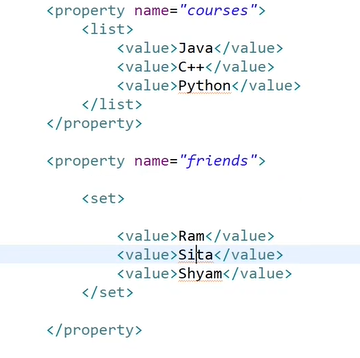 <property name="courses">
<list>
<value>Java</value>
<value>C++</value>
<value>Python</value>
</list>
</property>
<property name="friends">
<set>
<value>Ram</value>
<value>Sita</value>
<value>Shyam</value>
</set>
</property>